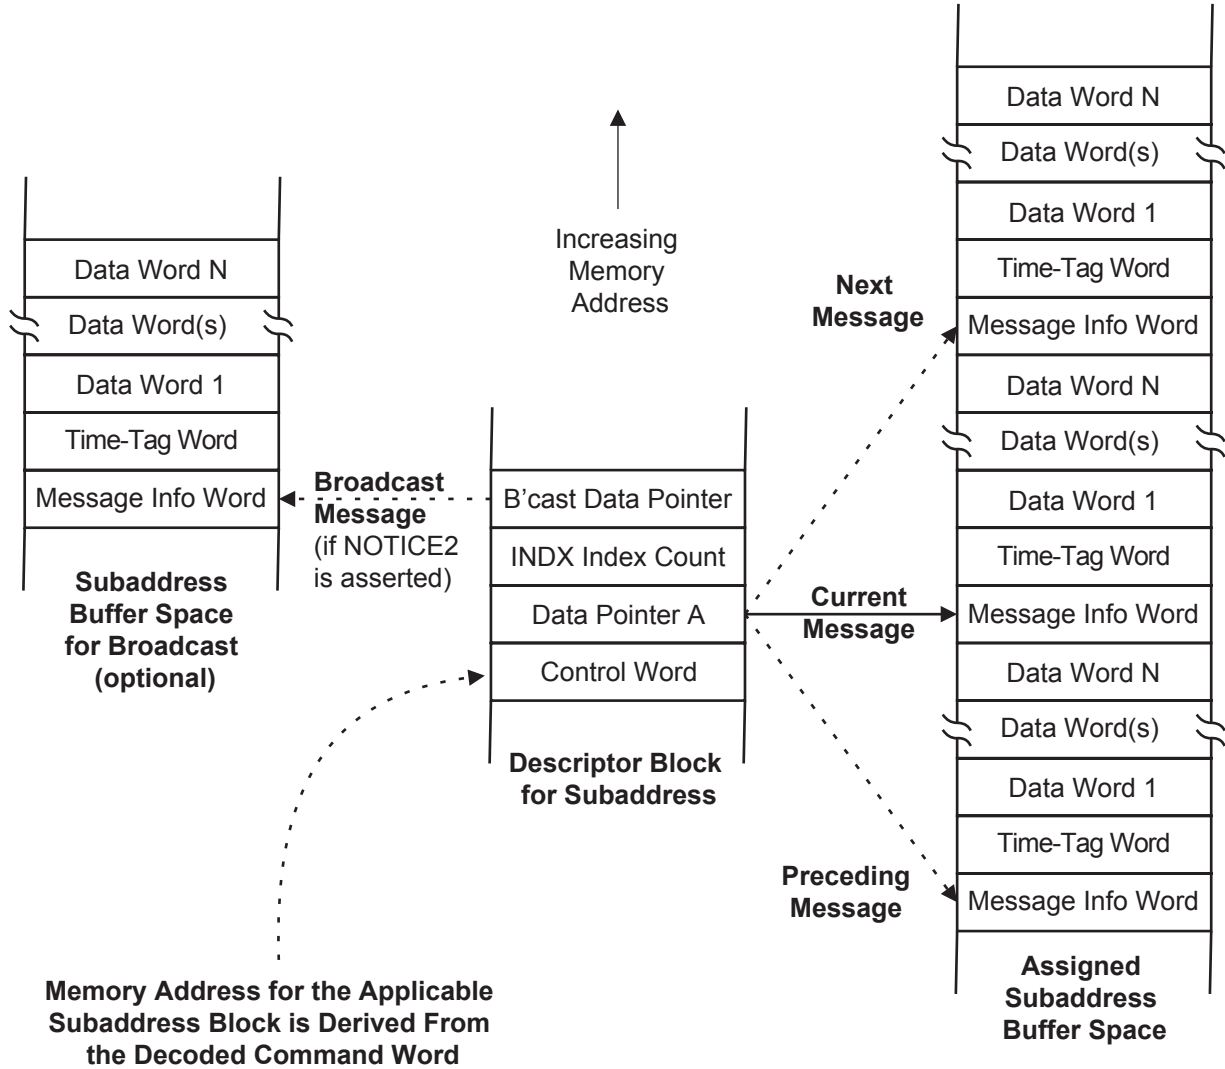 Data Word N
Data Word(s)
Data Word 1
Time-Tag Word
Message Info Word
Subaddress
Buffer Space
for Broadcast
(optional)
Increasing
Memory
Address
Broadcast
Message
(if NOTICE2
is asserted)
B'cast Data Pointer
INDX Index Count
Data Pointer A
Control Word
Descriptor Block
for Subaddress
Memory Address for the Applicable
Subaddress Block is Derived From
the Decoded Command Word
Next
Message
Current
Message
Preceding
Message
Data Word N
Data Word(s)
Data Word 1
Time-Tag Word
Message Info Word
Data Word N
Data Word(s)
Data Word 1
Time-Tag Word
Message Info Word
Data Word N
Data Word(s)
Data Word 1
Time-Tag Word
Message Info Word
Assigned
Subaddress
Buffer Space